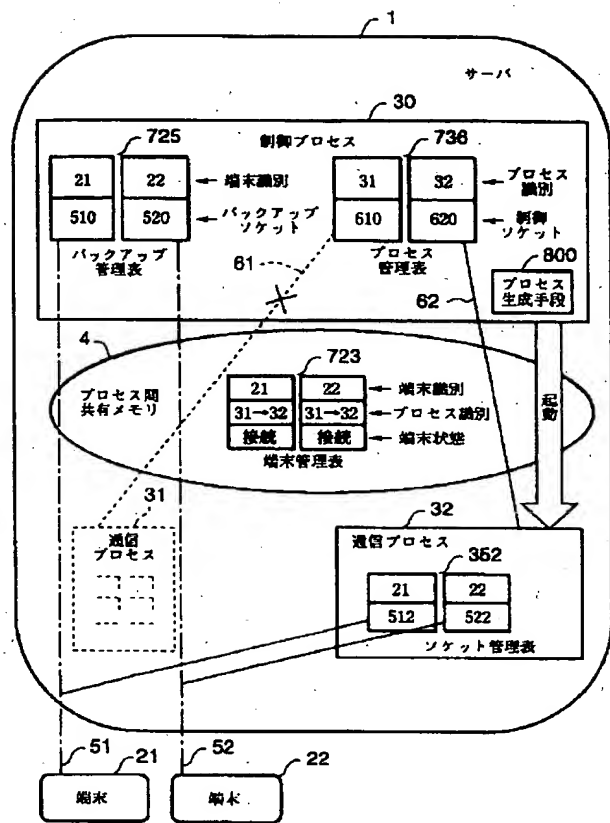 1
サーバ
30
制御プロセス
725
736
21 22
端末識別
31 32
プロセス
識別
510 520
バックアップ
ソケット
610 620
制御
ソケット
バックアップ
管理表
プロセス
管理表
61
62
800
プロセス
生成手段
4
プロセス間
共有メモリ
723
21 22
端末識別
31→32 31→32
プロセス識別
接続 接続
端末状態
端末管理表
起動
31
通信
プロセス
32
通信プロセス
352
21 22
512 522
ソケット管理表
51 21
52 22
端末
端末